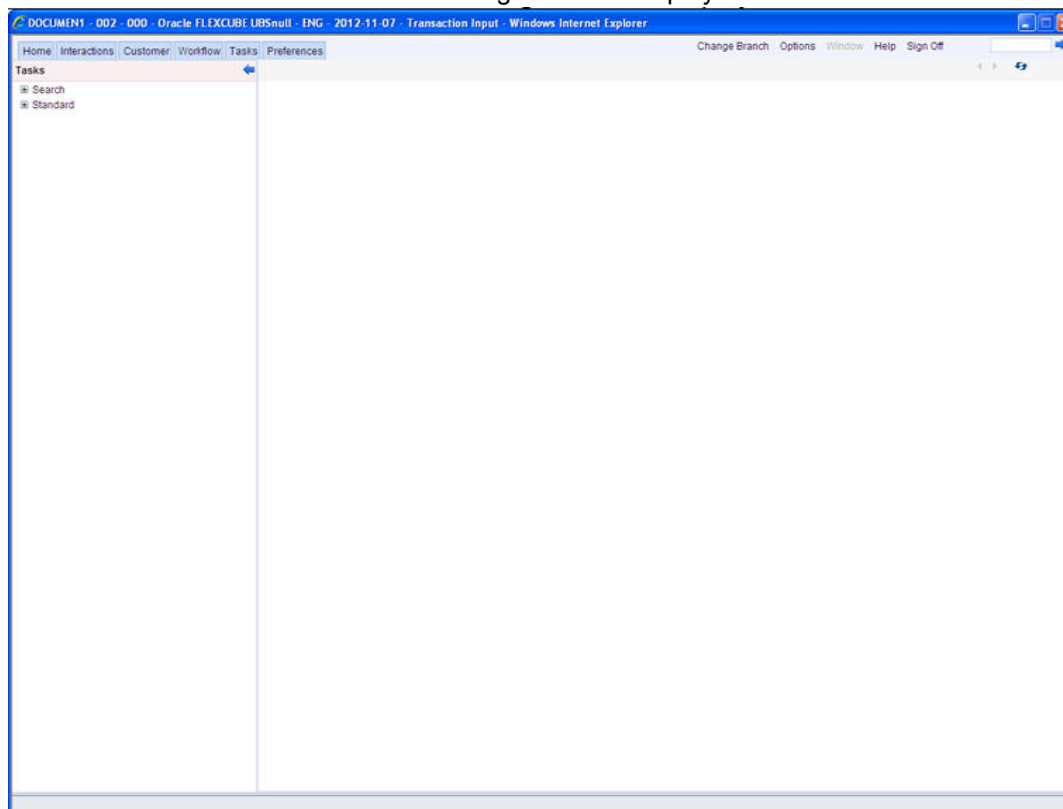 DOCUMENT1 - 002 - 000 - Oracle FLEXCUBE UBSnull - ENG - 2012-11-07 - Transaction Input - Windows Internet Explorer
Home Interactions Customer Workflow Tasks Preferences Change Branch Options Window Help Sign Off
Tasks
Search
Standard